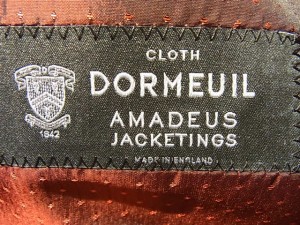 CLOTH
DORMEUIL
1842
AMADEUS
JACKETINGS
MADE IN ENGLAND